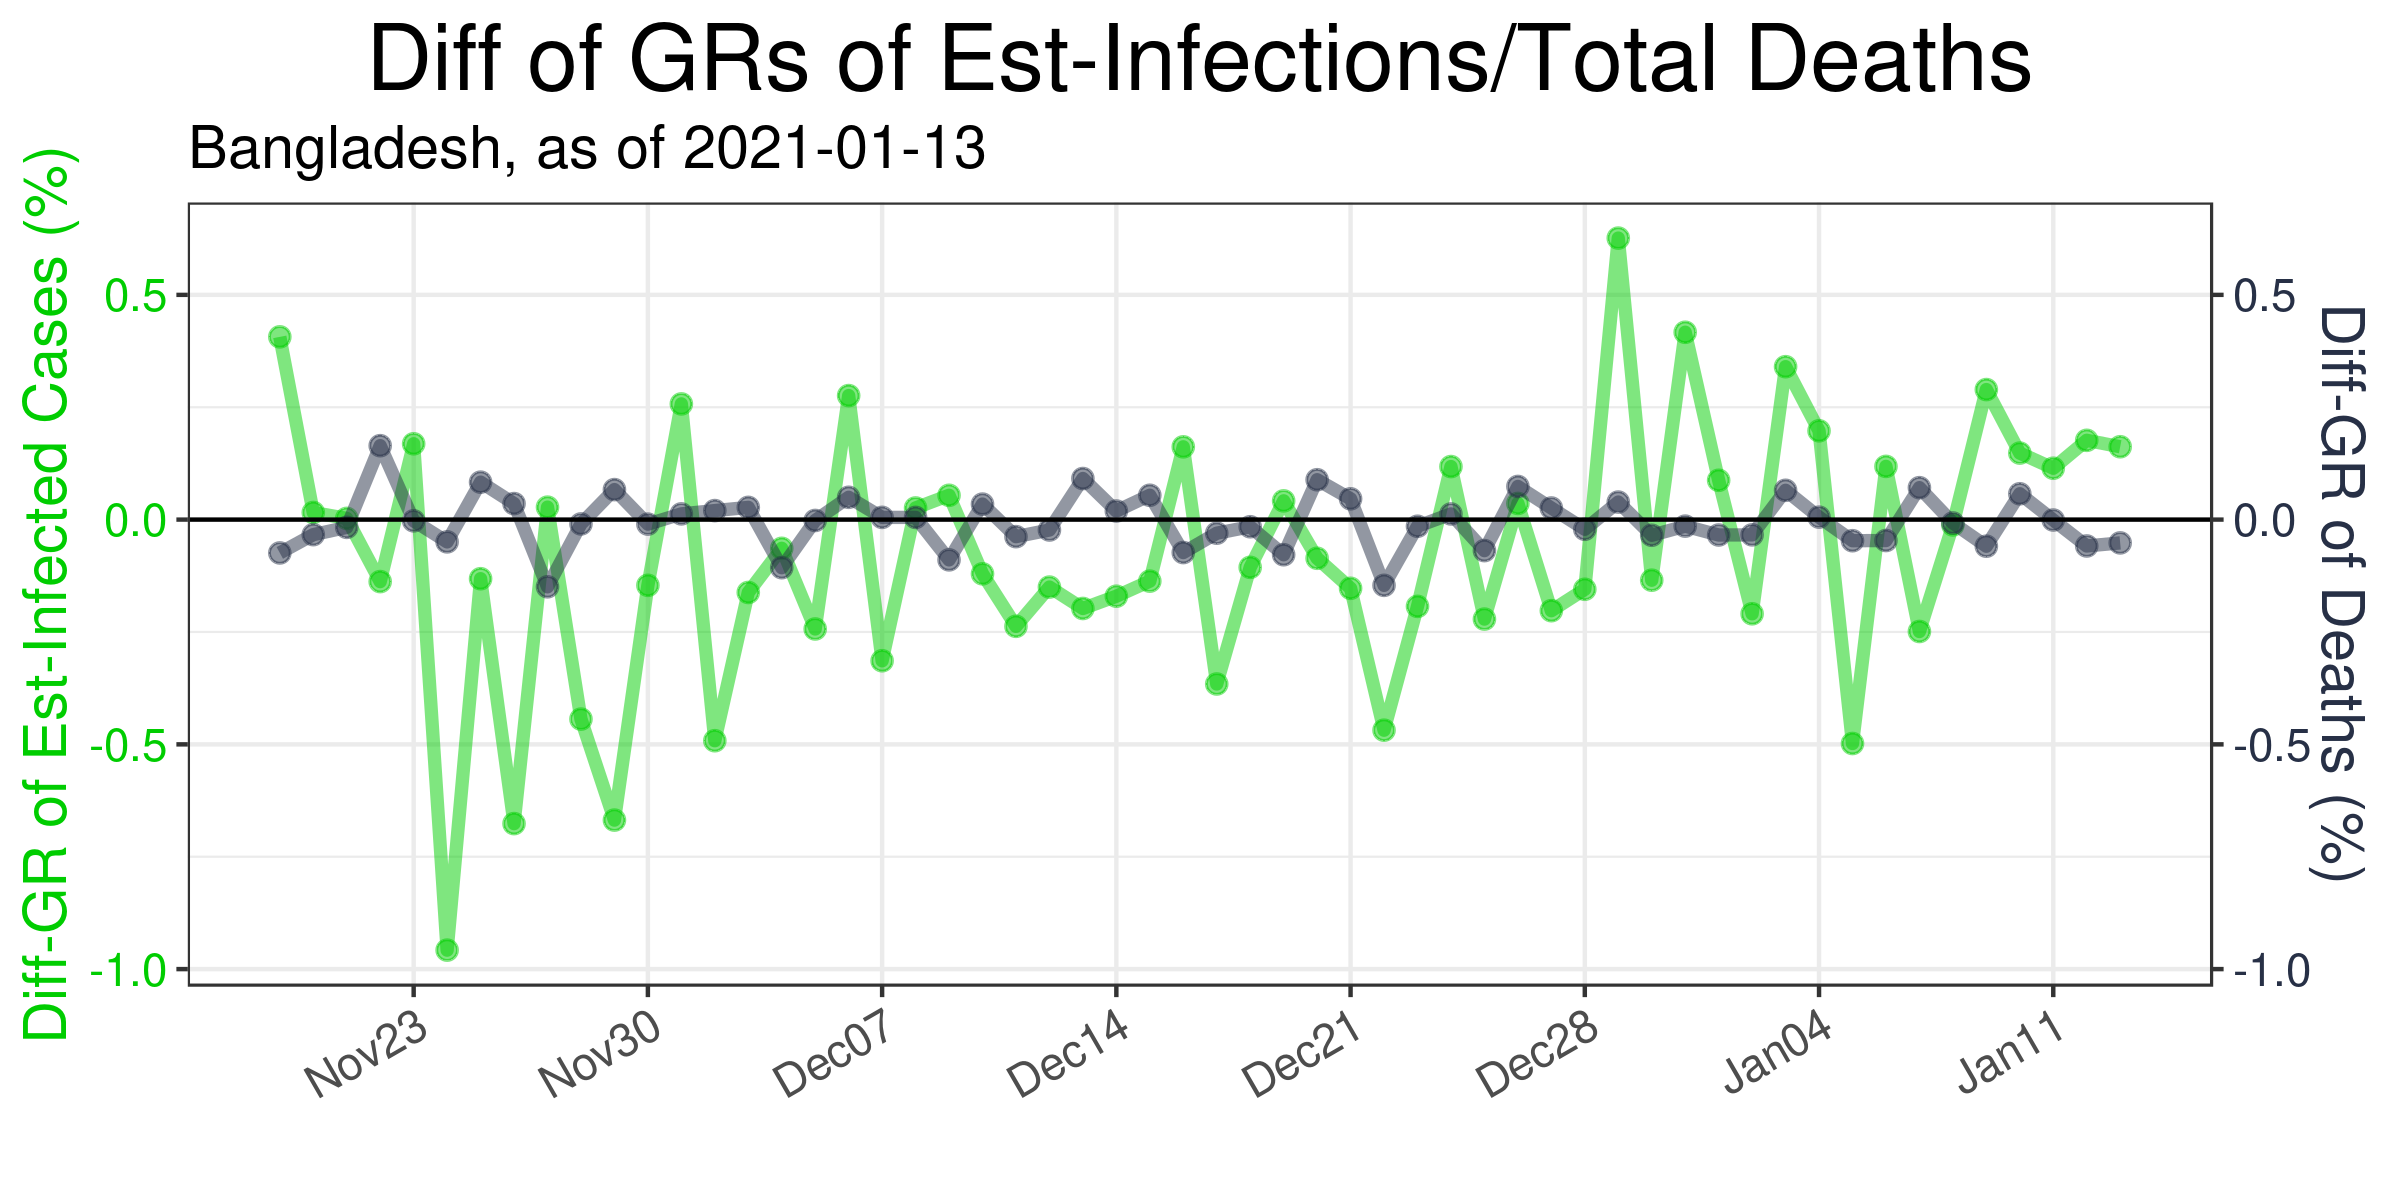 Diff of GRs of Est-Infections/Total Deaths
Bangladesh, as of 2021-01-13
Diff-GR of Est-Infected Cases (%)
0.5
0.0
-0.5
-1.0
0.5
0.0
-0.5
-1.0
Diff-GR of Deaths (%)
Nov23
Nov30
Dec07
Dec14
Dec21
Dec28
Jan04
Jan11